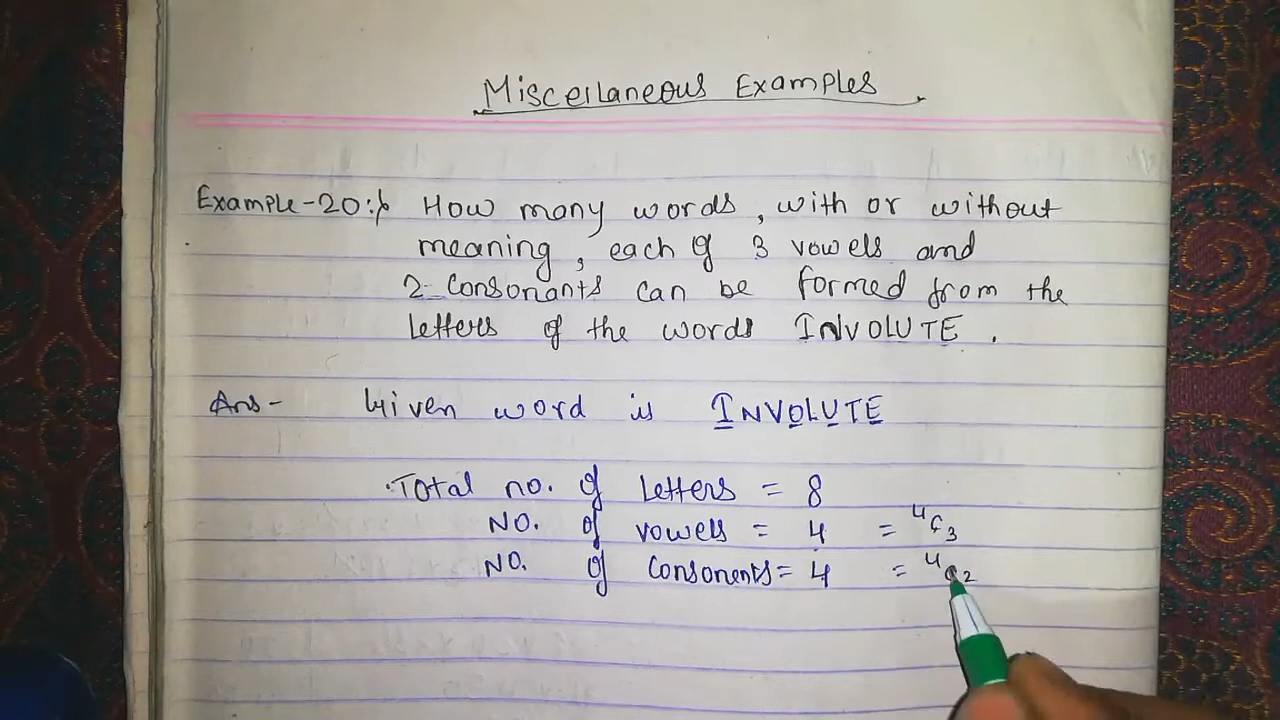 Miscellaneous Examples
Example-20:- How many words, with or without
meaning, each of 3 vowels and
2 consonants can be formed from the
letters of the words INVOLUTE.
Ans- Given word is INVOLUTE
Total no. of letters = 8
NO. of vowels = 4 = ⁴C₃
NO. of consonents = 4 = ⁴C₂